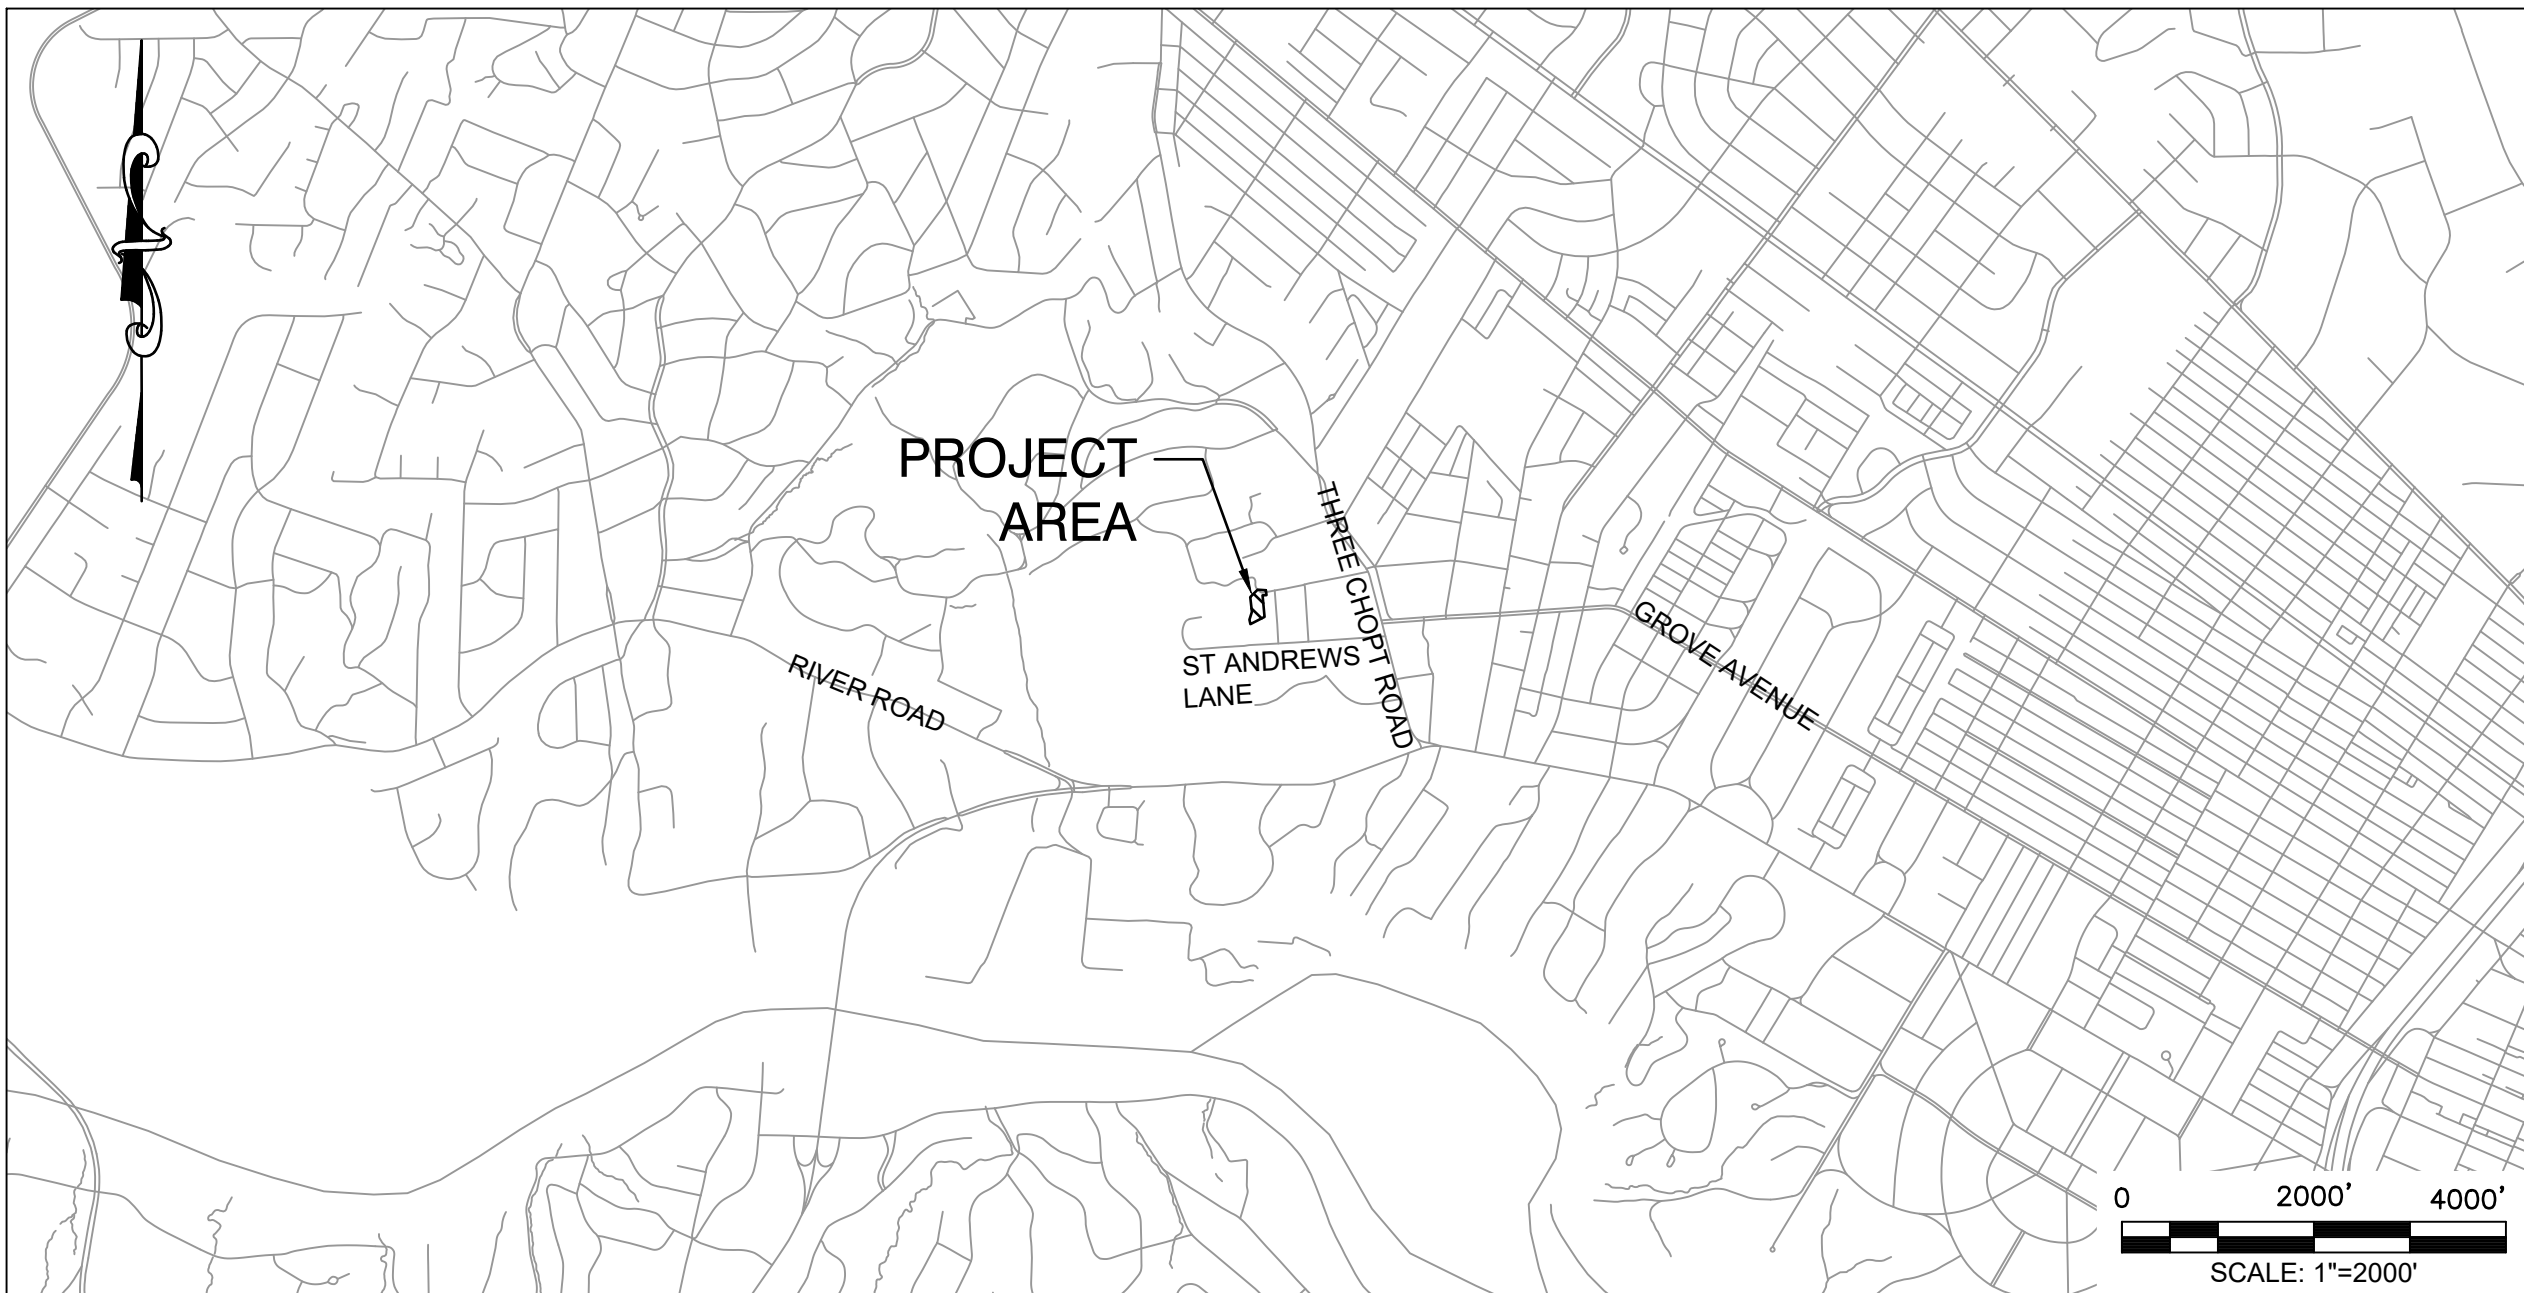 PROJECT
AREA
THREE CHOPT ROAD
GROVE AVENUE
ST ANDREWS
LANE
RIVER ROAD
0 2000' 4000'
SCALE: 1"=2000'